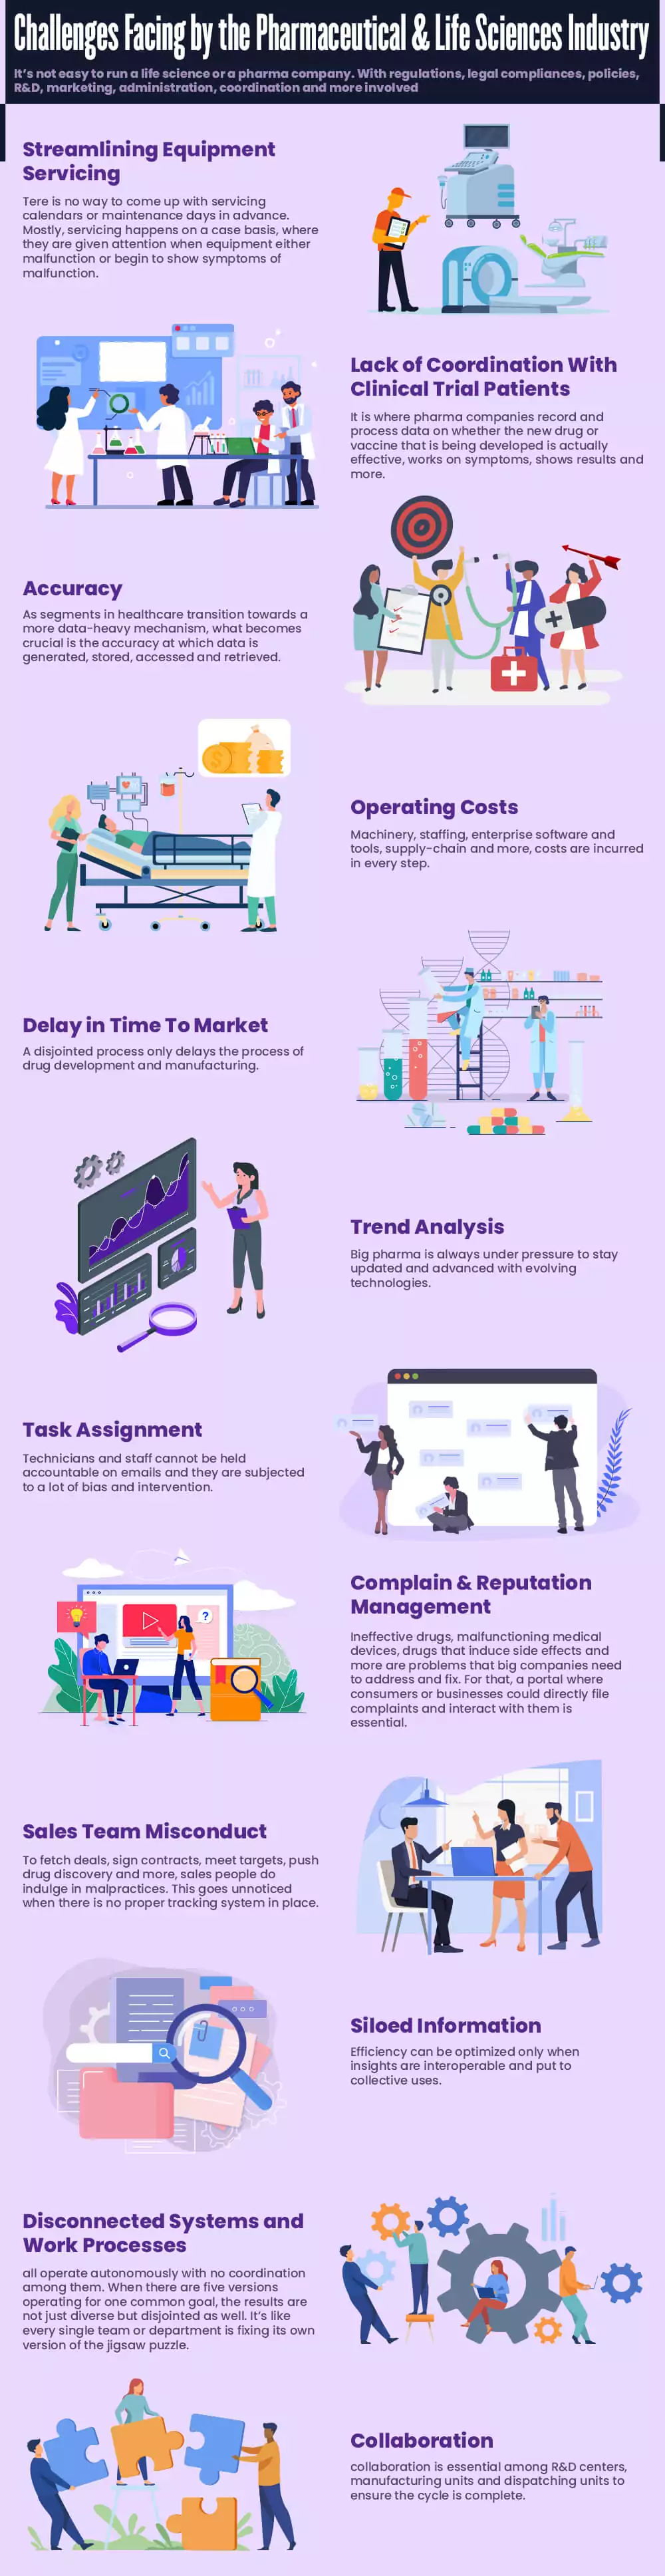 Challenges Facing by the Pharmaceutical & Life Sciences Industry
It's not easy to run a life science or a pharma company. With regulations, legal compliances, policies,
R&D, marketing, administration, coordination and more involved
Streamlining Equipment
Servicing
Tere is no way to come up with servicing
calendars or maintenance days in advance.
Mostly, servicing happens on a case basis, where
they are given attention when equipment either
malfunction or begin to show symptoms of
malfunction.
Lack of Coordination With
Clinical Trial Patients
It is where pharma companies record and
process data on whether the new drug or
vaccine that is being developed is actually
effective, works on symptoms, shows results and
more.
Accuracy
As segments in healthcare transition towards a
more data-heavy mechanism, what becomes
crucial is the accuracy at which data is
generated, stored, accessed and retrieved.
$
Operating Costs
Machinery, staffing, enterprise software and
tools, supply-chain and more, costs are incurred
in every step.
Delay in Time To Market
A disjointed process only delays the process of
drug development and manufacturing.
Trend Analysis
Big pharma is always under pressure to stay
updated and advanced with evolving
technologies.
Task Assignment
Technicians and staff cannot be held
accountable on emails and they are subjected
to a lot of bias and intervention.
?
Complain & Reputation
Management
Ineffective drugs, malfunctioning medical
devices, drugs that induce side effects and
more are problems that big companies need
to address and fix. For that, a portal where
consumers or businesses could directly file
complaints and interact with them is
essential.
Sales Team Misconduct
To fetch deals, sign contracts, meet targets, push
drug discovery and more, sales people do
indulge in malpractices. This goes unnoticed
when there is no proper tracking system in place.
Siloed Information
Efficiency can be optimized only when
insights are interoperable and put to
collective uses.
Disconnected Systems and
Work Processes
all operate autonomously with no coordination
among them. When there are five versions
operating for one common goal, the results are
not just diverse but disjointed as well. It's like
every single team or department is fixing its own
version of the jigsaw puzzle.
Collaboration
collaboration is essential among R&D centers,
manufacturing units and dispatching units to
ensure the cycle is complete.